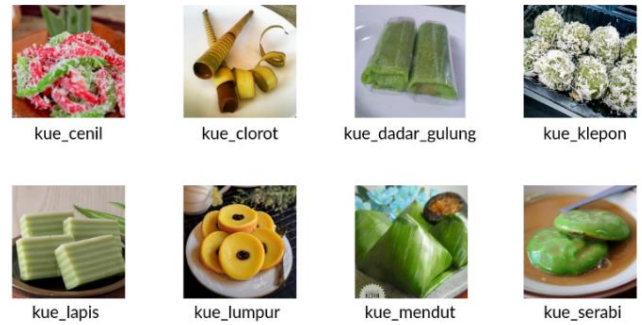 kue_cenil
kue_clorot
kue_dadar_gulung
kue_klepon
kue_lapis
kue_lumpur
kue_mendut
kue_serabi